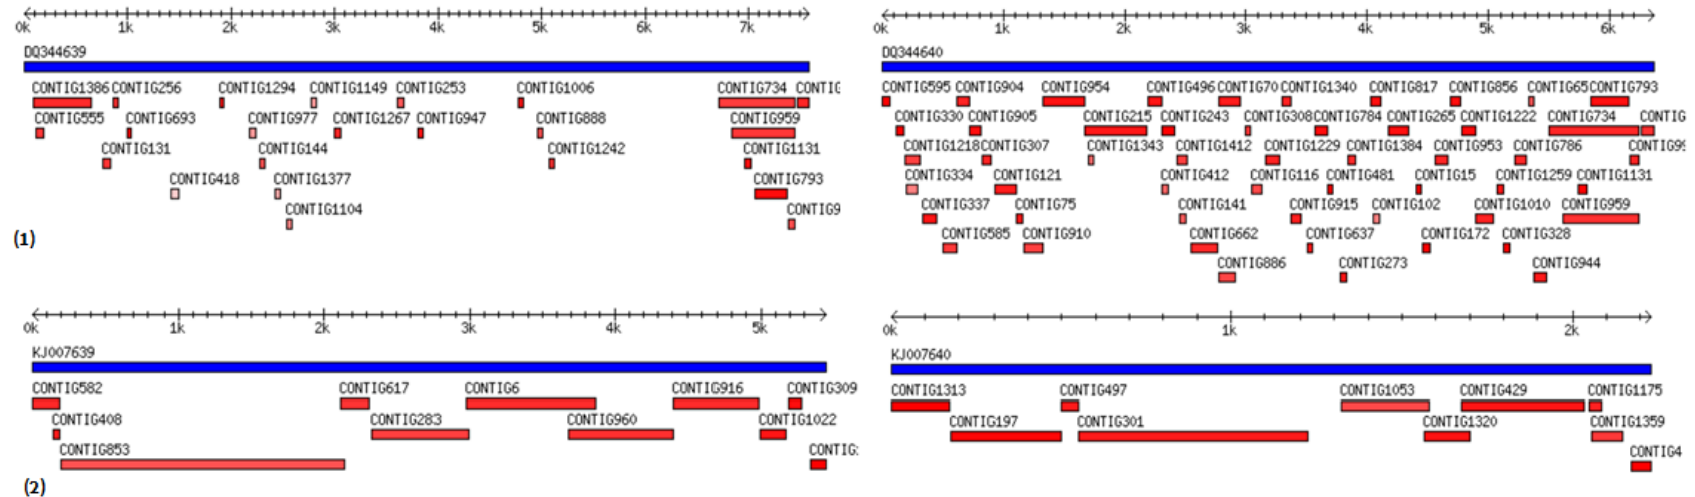 0k 1k 2k 3k 4k 5k 6k 7k
DQ344639
CONTIG1386 CONTIG256 CONTIG1294 CONTIG1149 CONTIG253 CONTIG1006 CONTIG734 CONTIG
CONTIG555 CONTIG693 CONTIG977 CONTIG1267 CONTIG947 CONTIG888 CONTIG959
CONTIG131 CONTIG144 CONTIG1242 CONTIG1131
CONTIG418 CONTIG1377 CONTIG793
CONTIG1104 CONTIG9
(1)
0k 1k 2k 3k 4k 5k 6k
DQ344640
CONTIG595 CONTIG904 CONTIG954 CONTIG496 CONTIG70 CONTIG1340 CONTIG817 CONTIG856 CONTIG65 CONTIG793
CONTIG330 CONTIG905 CONTIG215 CONTIG243 CONTIG308 CONTIG784 CONTIG265 CONTIG1222 CONTIG734 CONTIG
CONTIG1218 CONTIG307 CONTIG1343 CONTIG1412 CONTIG1229 CONTIG1384 CONTIG953 CONTIG786 CONTIG99
CONTIG334 CONTIG121 CONTIG412 CONTIG116 CONTIG481 CONTIG15 CONTIG1259 CONTIG1131
CONTIG337 CONTIG75 CONTIG141 CONTIG915 CONTIG102 CONTIG1010 CONTIG959
CONTIG585 CONTIG910 CONTIG662 CONTIG637 CONTIG172 CONTIG328
CONTIG886 CONTIG273 CONTIG944
0k 1k 2k 3k 4k 5k
KJ007639
CONTIG582 CONTIG617 CONTIG6 CONTIG916 CONTIG309
CONTIG408 CONTIG283 CONTIG960 CONTIG1022
CONTIG853 CONTIG
(2)
0k 1k 2k
KJ007640
CONTIG1313 CONTIG497 CONTIG1053 CONTIG429 CONTIG1175
CONTIG197 CONTIG301 CONTIG1320 CONTIG1359
CONTIG4